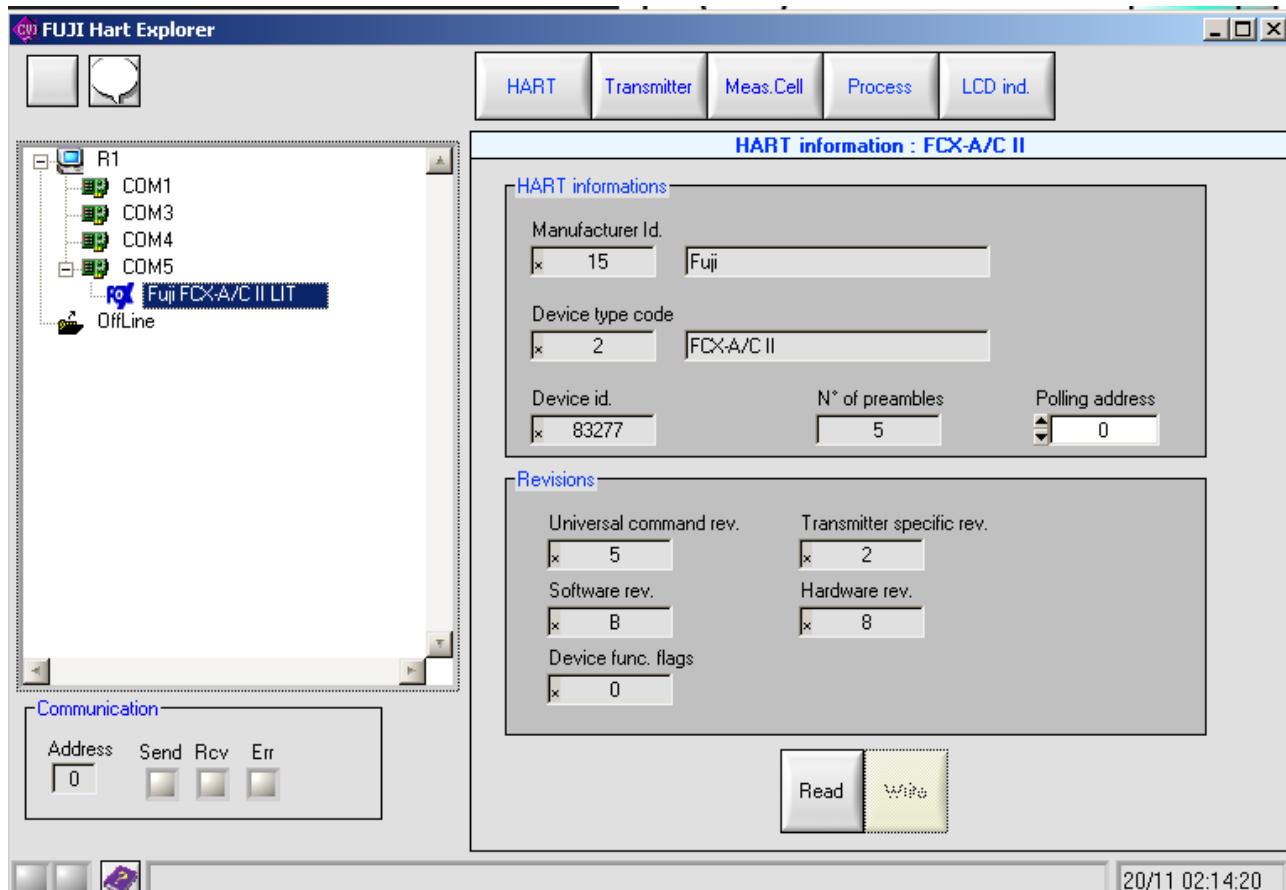 CVI FUJI Hart Explorer
HART Transmitter Meas.Cell Process LCD ind.
R1
COM1
COM3
COM4
COM5
Fuji FCX-A/C II LIT
OffLine
HART information : FCX-A/C II
HART informations
Manufacturer Id.
x 15 Fuji
Device type code
x 2 FCX-A/C II
Device id. N° of preambles Polling address
x 83277 5 0
Revisions
Universal command rev. Transmitter specific rev.
x 5 x 2
Software rev. Hardware rev.
x B x 8
Device func. flags
x 0
Communication
Address Send Rcv Err
0
Read Write
20/11 02:14:20